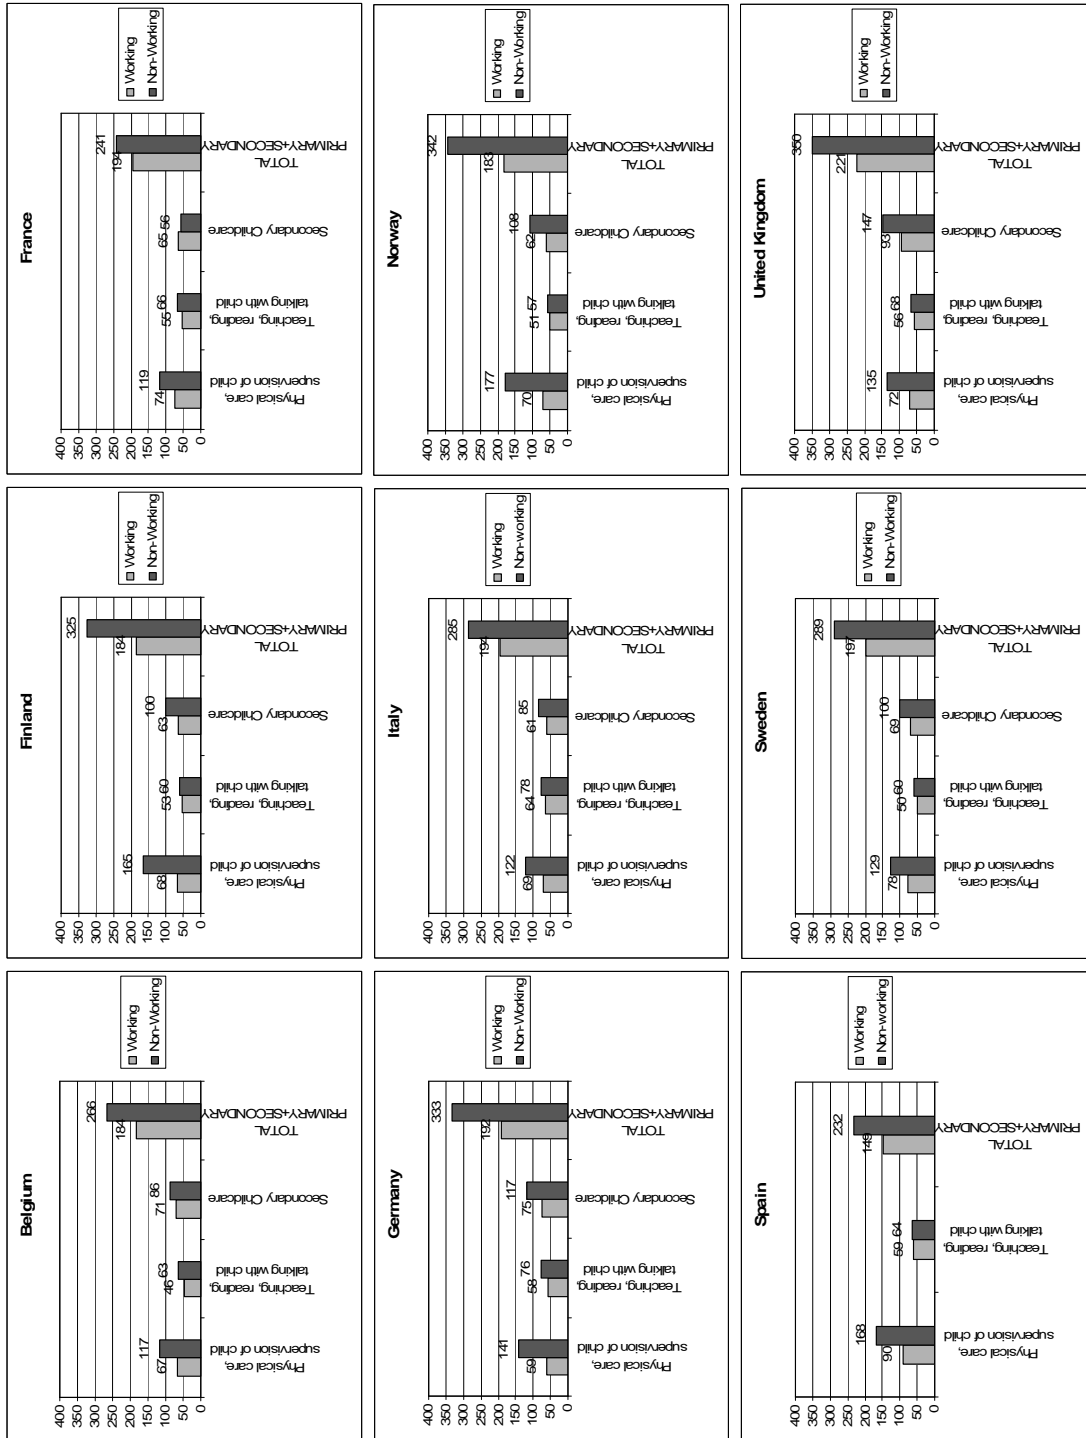 Belgium
400
350
300
250
200
150
100
50
0
117
67
63
46
86
71
266
184
Physical care,
supervision of child
Teaching, reading,
talking with child
Secondary Childcare
TOTAL
PRIMARY+SECONDARY
Working
Non-Working
Finland
400
350
300
250
200
150
100
50
0
165
68
53
60
100
63
325
184
Physical care,
supervision of child
Teaching, reading,
talking with child
Secondary Childcare
TOTAL
PRIMARY+SECONDARY
Working
Non-Working
France
400
350
300
250
200
150
100
50
0
119
74
66
55
65
56
241
194
Physical care,
supervision of child
Teaching, reading,
talking with child
Secondary Childcare
TOTAL
PRIMARY+SECONDARY
Working
Non-Working
Germany
400
350
300
250
200
150
100
50
0
141
59
76
58
117
75
333
192
Physical care,
supervision of child
Teaching, reading,
talking with child
Secondary Childcare
TOTAL
PRIMARY+SECONDARY
Working
Non-Working
Italy
400
350
300
250
200
150
100
50
0
122
69
78
64
85
61
285
194
Physical care,
supervision of child
Teaching, reading,
talking with child
Secondary Childcare
TOTAL
PRIMARY+SECONDARY
Working
Non-working
Norway
400
350
300
250
200
150
100
50
0
177
70
51
57
108
62
342
183
Physical care,
supervision of child
Teaching, reading,
talking with child
Secondary Childcare
TOTAL
PRIMARY+SECONDARY
Working
Non-Working
Spain
400
350
300
250
200
150
100
50
0
168
90
59
64
232
149
Physical care,
supervision of child
Teaching, reading,
talking with child
TOTAL
PRIMARY+SECONDARY
Working
Non-working
Sweden
400
350
300
250
200
150
100
50
0
129
78
50
60
100
69
289
197
Physical care,
supervision of child
Teaching, reading,
talking with child
Secondary Childcare
TOTAL
PRIMARY+SECONDARY
Working
Non-Working
United Kingdom
400
350
300
250
200
150
100
50
0
135
72
68
56
147
93
350
221
Physical care,
supervision of child
Teaching, reading,
talking with child
Secondary Childcare
TOTAL
PRIMARY+SECONDARY
Working
Non-Working